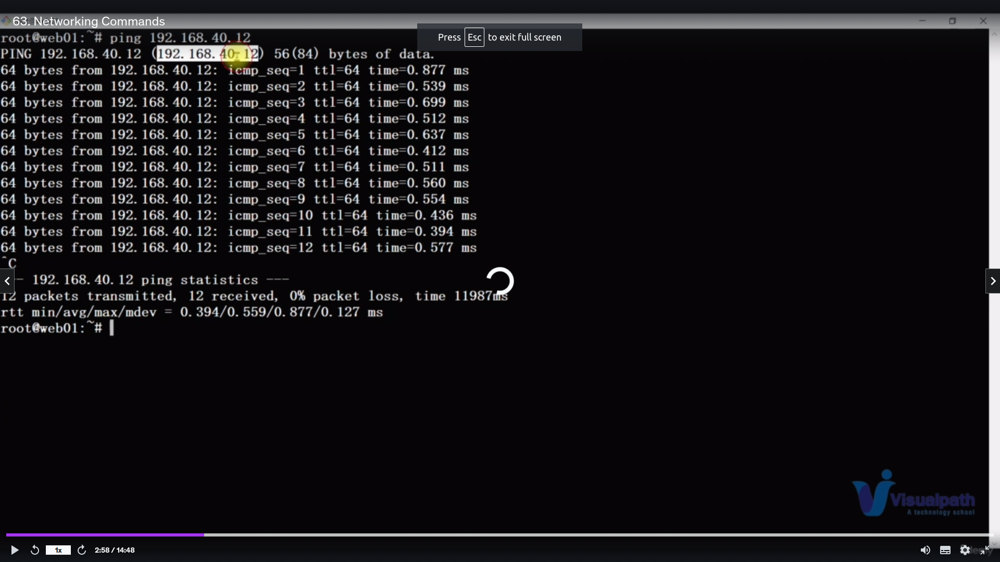 63. Networking Commands
Press Esc to exit full screen
root@web01:~# ping 192.168.40.12
PING 192.168.40.12 (192.168.40.12) 56(84) bytes of data.
64 bytes from 192.168.40.12: icmp_seq=1 ttl=64 time=0.877 ms
64 bytes from 192.168.40.12: icmp_seq=2 ttl=64 time=0.539 ms
64 bytes from 192.168.40.12: icmp_seq=3 ttl=64 time=0.699 ms
64 bytes from 192.168.40.12: icmp_seq=4 ttl=64 time=0.512 ms
64 bytes from 192.168.40.12: icmp_seq=5 ttl=64 time=0.637 ms
64 bytes from 192.168.40.12: icmp_seq=6 ttl=64 time=0.412 ms
64 bytes from 192.168.40.12: icmp_seq=7 ttl=64 time=0.511 ms
64 bytes from 192.168.40.12: icmp_seq=8 ttl=64 time=0.560 ms
64 bytes from 192.168.40.12: icmp_seq=9 ttl=64 time=0.554 ms
64 bytes from 192.168.40.12: icmp_seq=10 ttl=64 time=0.436 ms
64 bytes from 192.168.40.12: icmp_seq=11 ttl=64 time=0.394 ms
64 bytes from 192.168.40.12: icmp_seq=12 ttl=64 time=0.577 ms
^C
-- 192.168.40.12 ping statistics ---
12 packets transmitted, 12 received, 0% packet loss, time 11987ms
rtt min/avg/max/mdev = 0.394/0.559/0.877/0.127 ms
root@web01:~#
Visualpath
A technology school
1x
2:58 / 14:48